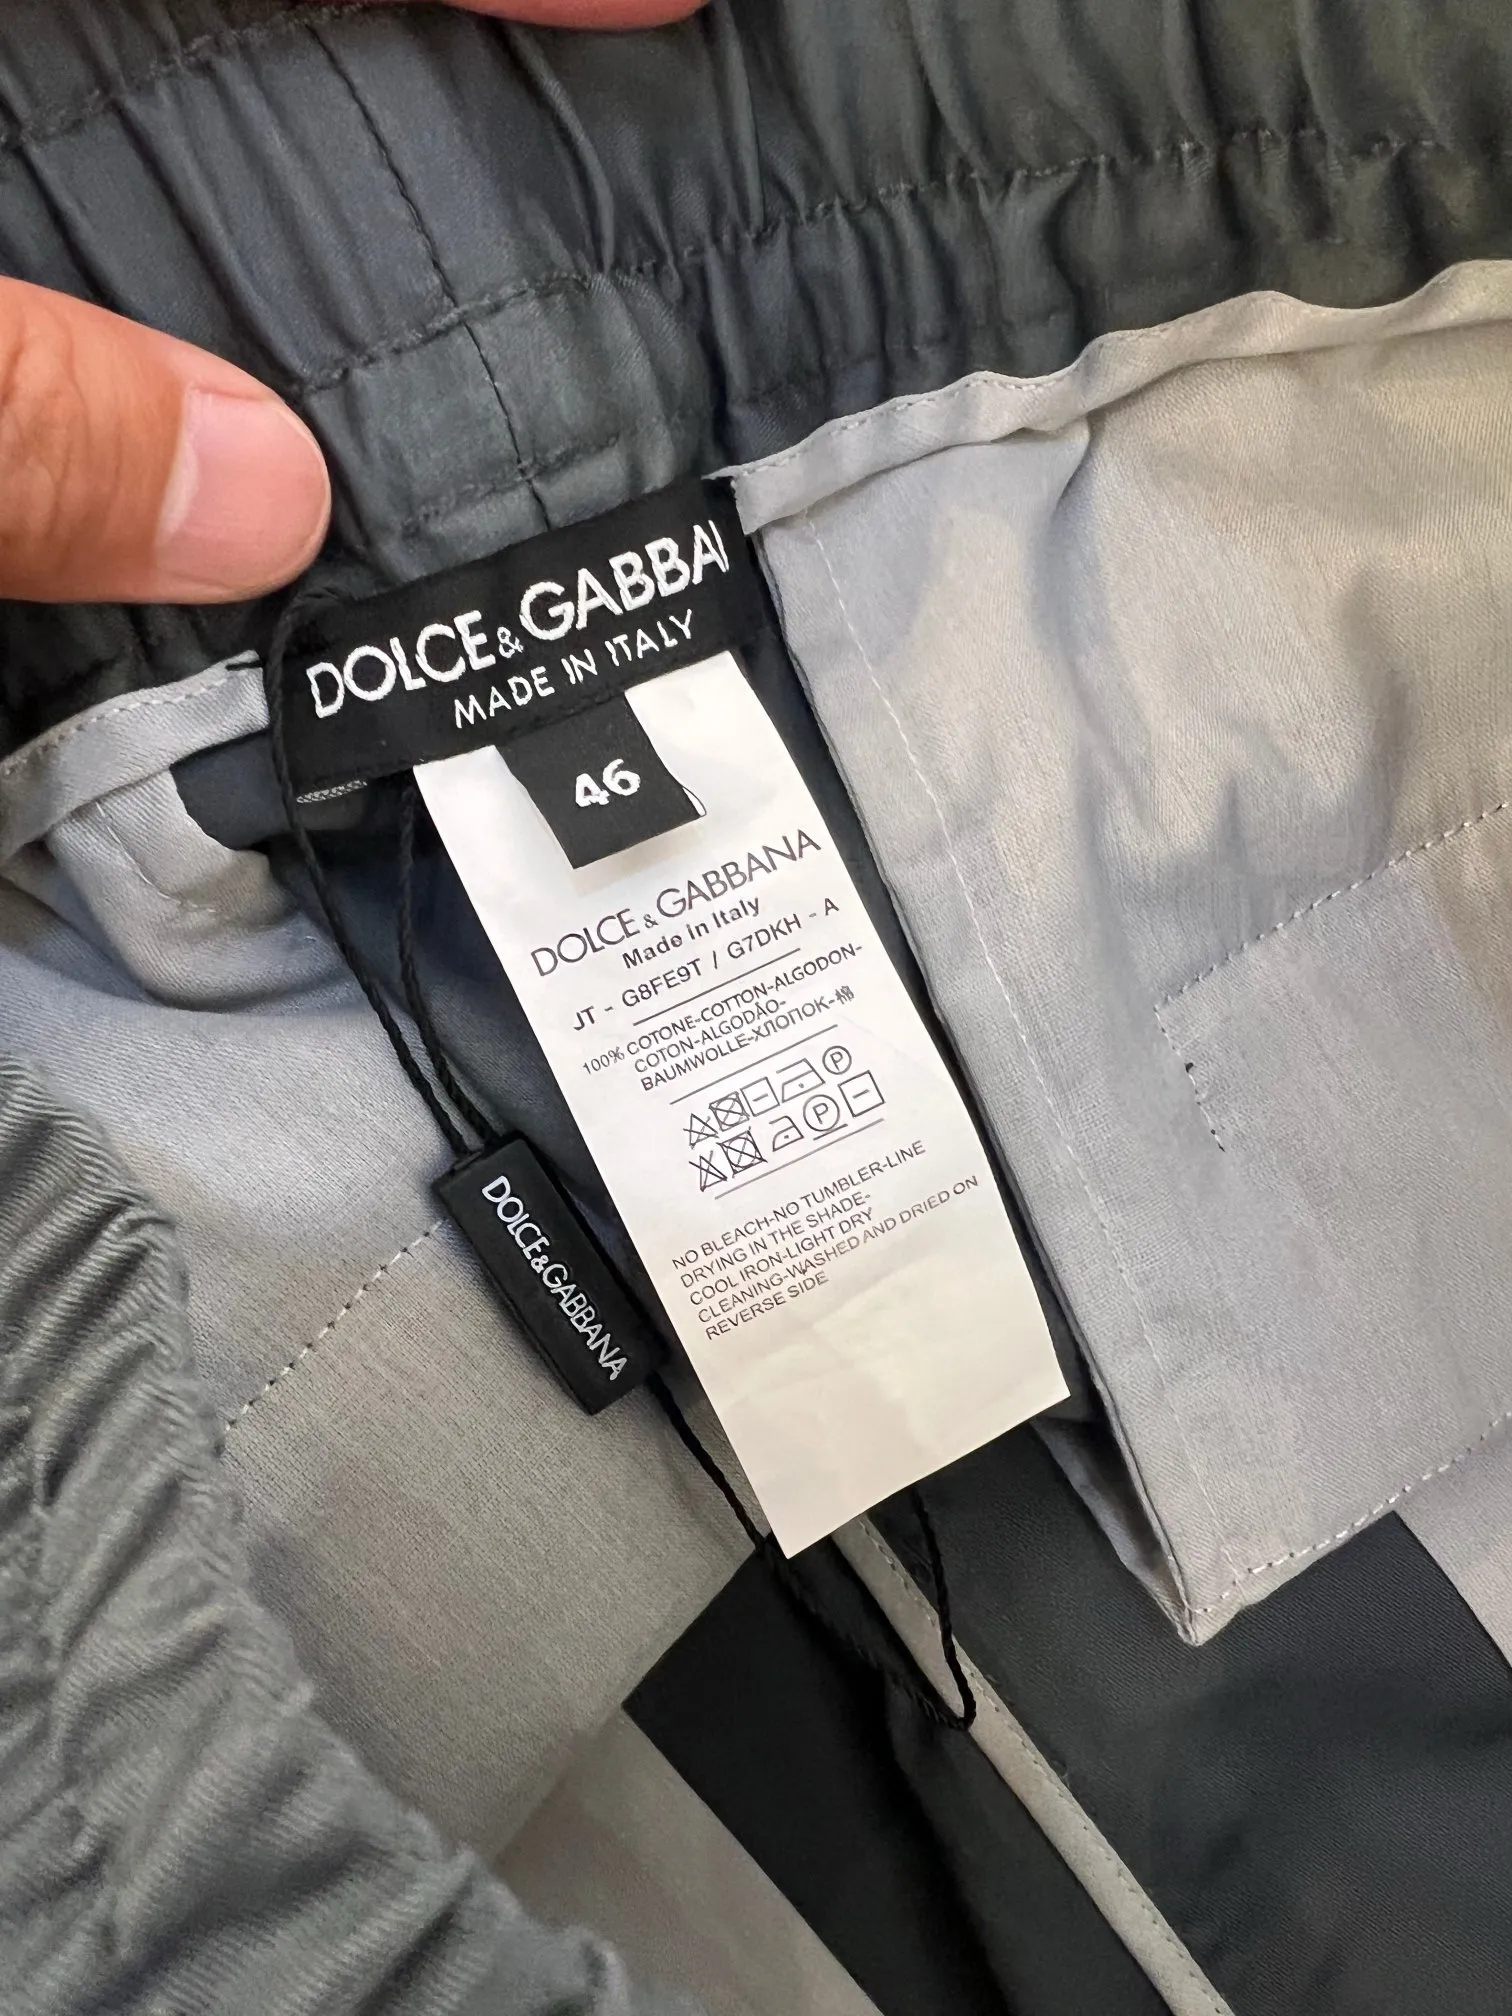 DOLCE&GABBA
MADE IN ITALY
46
DOLCE & GABBANA
Made in Italy
JT - G8FE9T / G7DKH - A
100% COTONE-COTTON-ALGODON-
COTON-ALGODÃO-
BAUMWOLLE-ХЛОПОК-棉
P
P
NO BLEACH-NO TUMBLER-LINE
DRYING IN THE SHADE-
COOL IRON-LIGHT DRY
CLEANING-WASHED AND DRIED ON
REVERSE SIDE
DOLCE&GABBANA